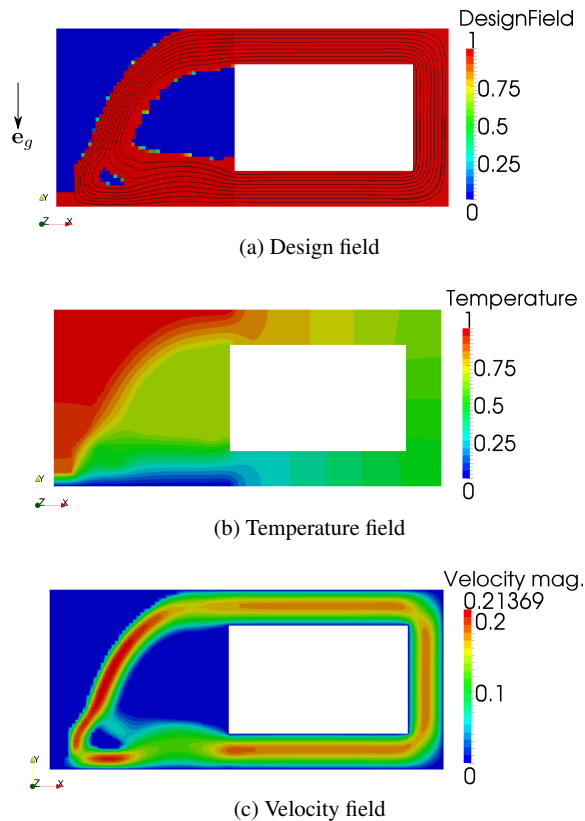 DesignField
1
0.75
0.5
0.25
0
e_g
Y
Z X
(a) Design field
Temperature
1
0.75
0.5
0.25
0
Y
Z X
(b) Temperature field
Velocity mag.
0.21369
0.2
0.1
0
Y
Z X
(c) Velocity field